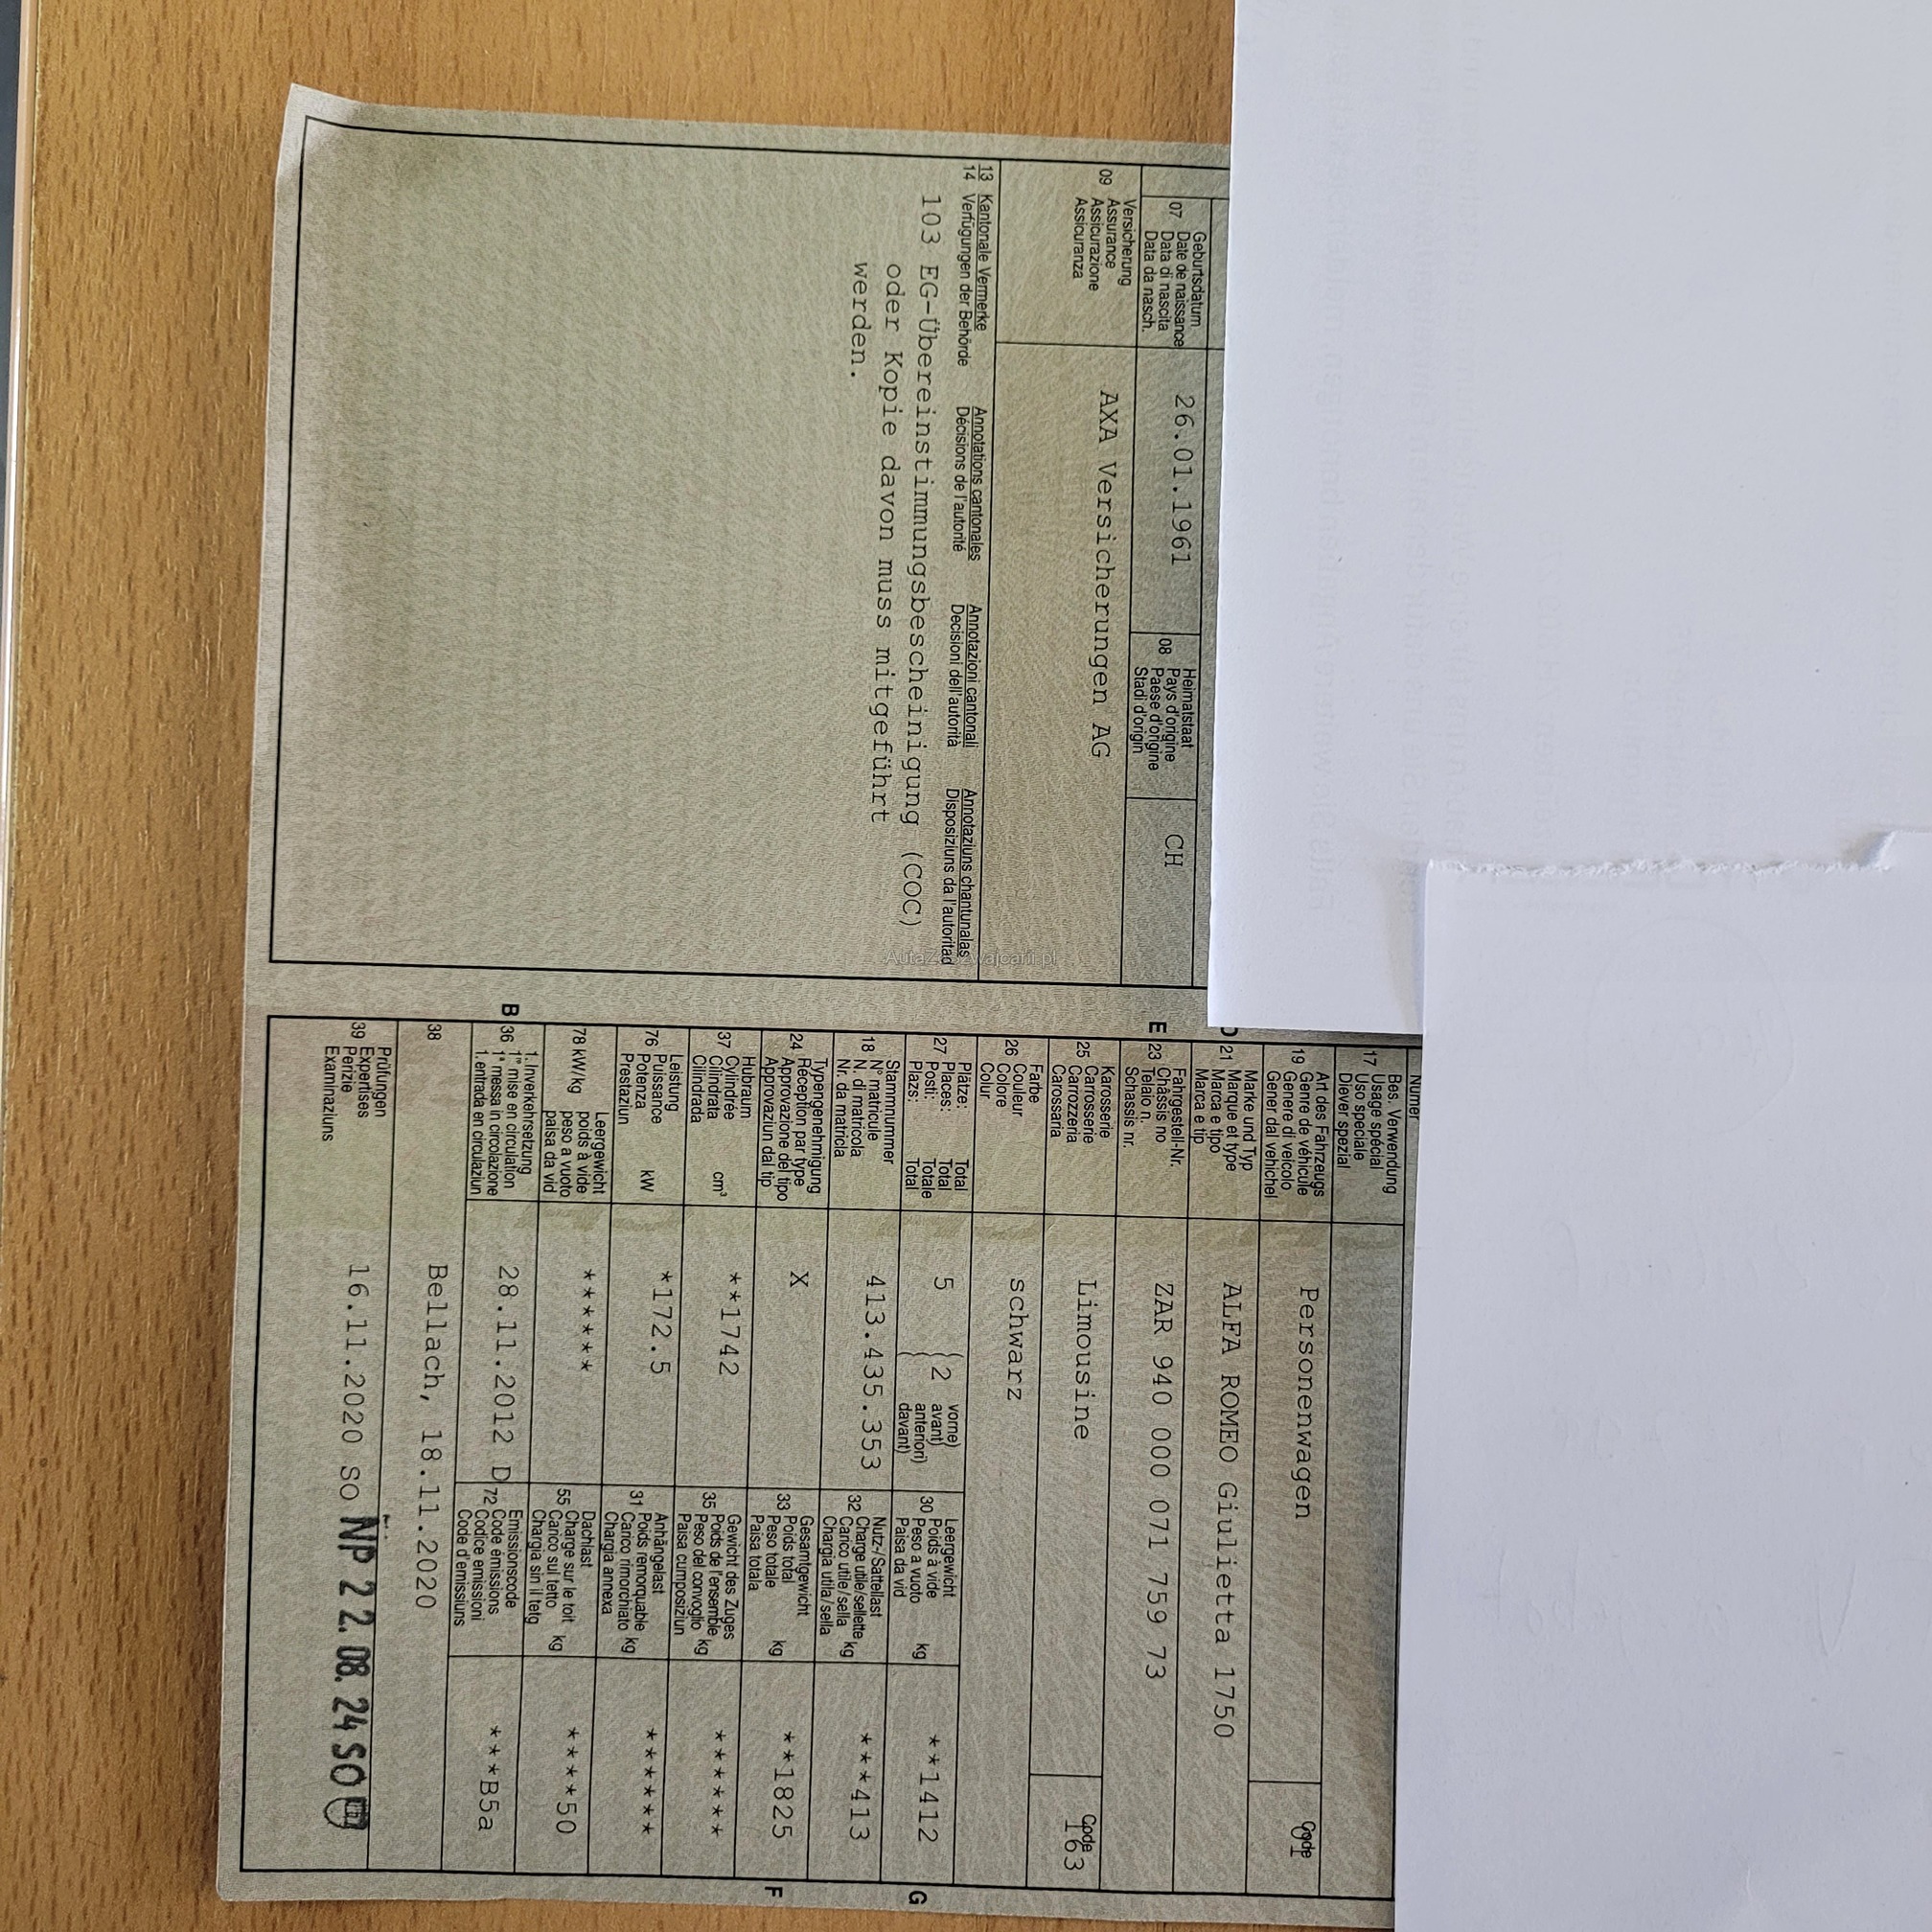 Geburtsdatum
07 Date de naissance
Data di nascita
Data da nasch.
26.01.1961
Heimatstaat
08 Pays d'origine
Paese d'origine
Stadi d'origin
CH
Versicherung
09 Assurance
Assicurazione
Assicuranza
AXA Versicherungen AG
13 Kantonale Vermerke Annotations cantonales Annotazioni cantonali Annotaziuns chantunalas
14 Verfügungen der Behörde Décisions de l'autorité Decisioni dell'autorità Disposiziuns da l'autoritad
103 EG-Übereinstimmungsbescheinigung (COC)
oder Kopie davon muss mitgeführt
werden.
Numer
Bes. Verwendung
17 Usage spécial
Uso speciale
Diever spezial
Art des Fahrzeugs
19 Genre de véhicule
Genere di veicolo
Gener dal vehichel
Personenwagen
Code
01
D
Marke und Typ
21 Marque et type
Marca e tipo
Marca e tip
ALFA ROMEO Giulietta 1750
E
Fahrgestell-Nr.
23 Châssis no
Telaio n.
Schassis nr.
ZAR 940 000 071 759 73
Karosserie
25 Carrosserie
Carrozzeria
Carossaria
Limousine
Code
163
Farbe
26 Couleur
Colore
Colur
schwarz
Plätze: Total
27 Places: Total
Posti: Totale
Plazs: Total
5
2
vorne)
avant)
anteriori)
davant)
G
Leergewicht
30 Poids à vide
Peso a vuoto kg
Paisa da vid
**1412
Stammnummer
18 N° matricule
N. di matricola
Nr. da matricla
413.435.353
Nutz-/Sattellast
32 Charge utile/sellette
Carico utile/sella kg
Chargia utila/sella
***413
Typengenehmigung
24 Réception par type
Approvazione del tipo
Approvaziun dal tip
X
F
Gesamtgewicht
33 Poids total
Peso totale kg
Paisa totala
**1825
Hubraum
37 Cylindrée
Cilindrata cm³
Cilindrada
**1742
Gewicht des Zuges
35 Poids de l'ensemble
Peso del convoglio kg
Paisa cumposiziun
******
Leistung
76 Puissance
Potenza kW
Prestaziun
*172.5
Anhängelast
31 Poids remorquable
Carico rimorchiato kg
Chargia annexa
******
Leergewicht
78 kW/kg poids à vide
peso a vuoto
paisa da vid
******
Dachlast
55 Charge sur le toit
Carico sul tetto kg
Chargia sin il tetg
****50
B
1. Inverkehrsetzung
36 1re mise en circulation
1a messa in circolazione
1. entrada en circulaziun
28.11.2012 D
Emissionscode
72 Code émissions
Codice emissioni
Code d'emissiuns
***B5a
38
Bellach, 18.11.2020
Prüfungen
39 Expertises
Perizie
Examinaziuns
16.11.2020 SO NP 22.08.24 SO